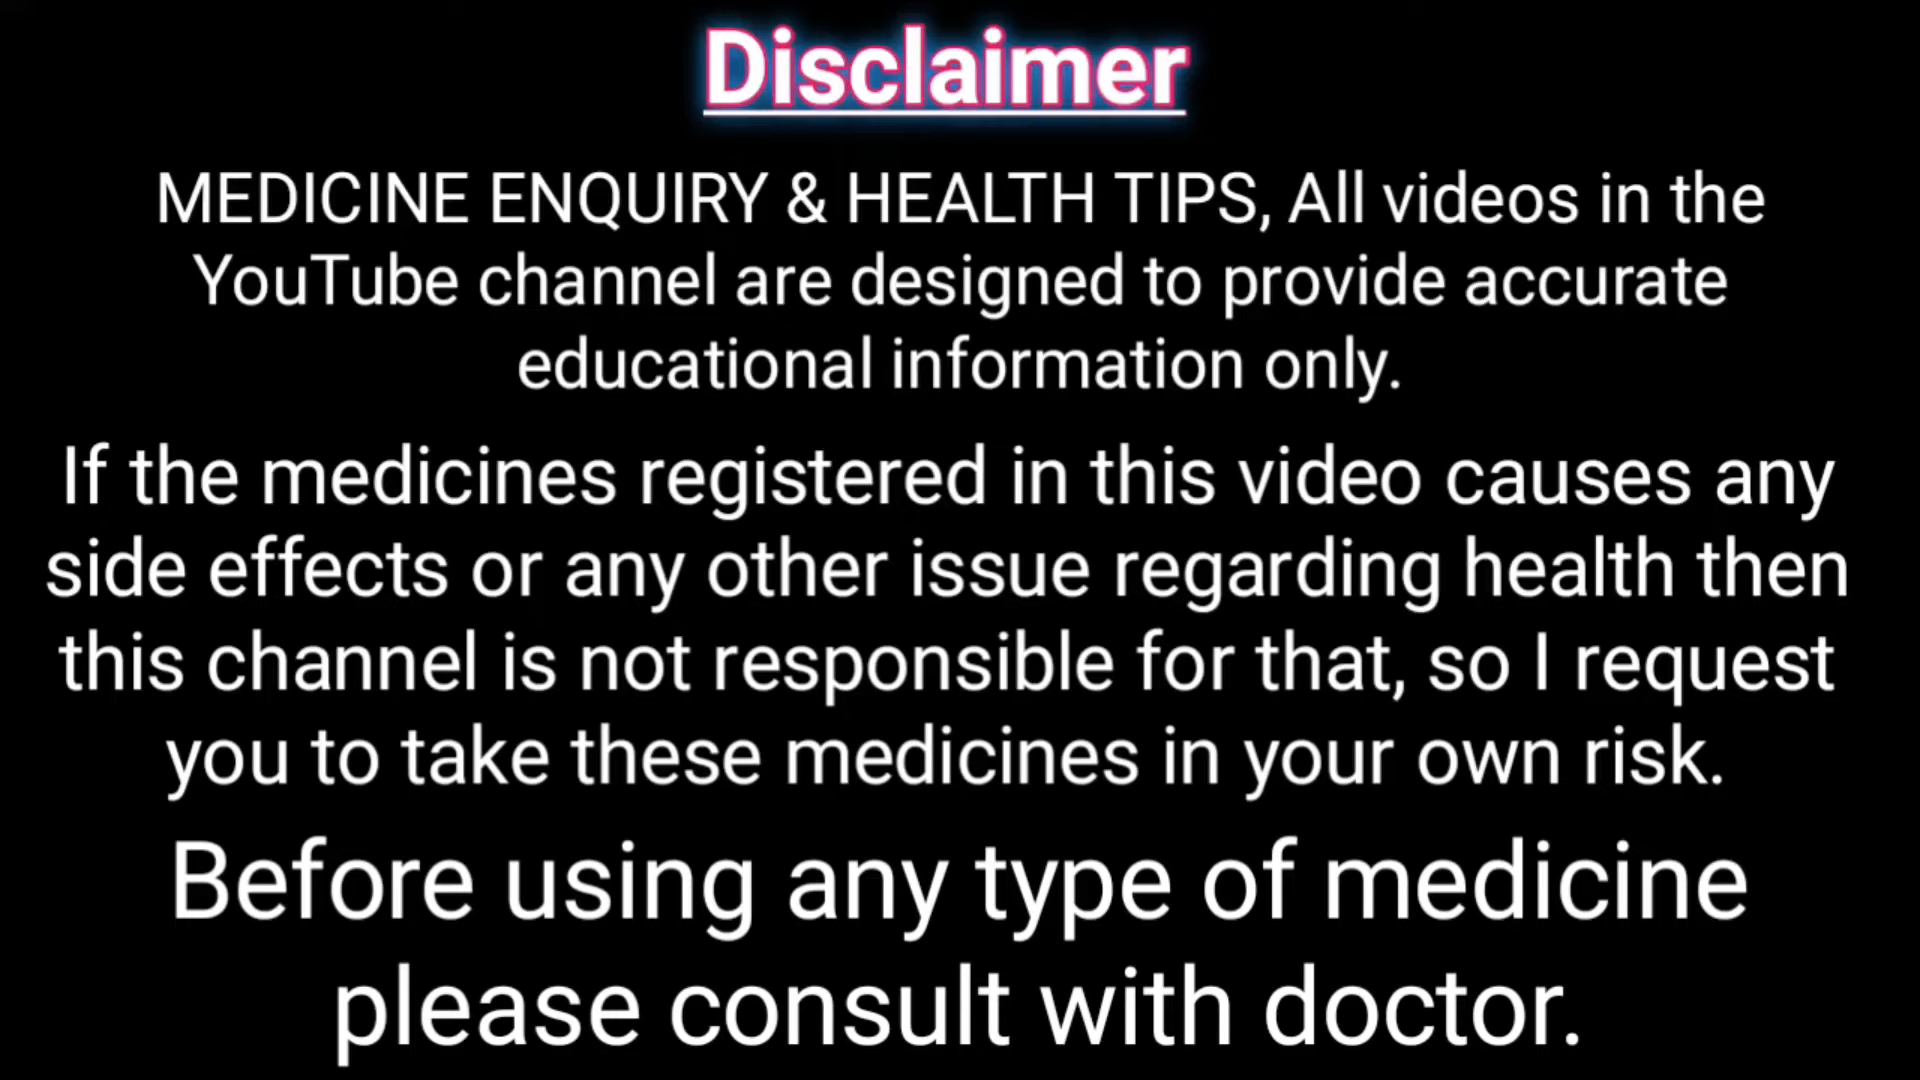 Disclaimer
MEDICINE ENQUIRY & HEALTH TIPS, All videos in the
YouTube channel are designed to provide accurate
educational information only.
If the medicines registered in this video causes any
side effects or any other issue regarding health then
this channel is not responsible for that, so I request
you to take these medicines in your own risk.
Before using any type of medicine
please consult with doctor.